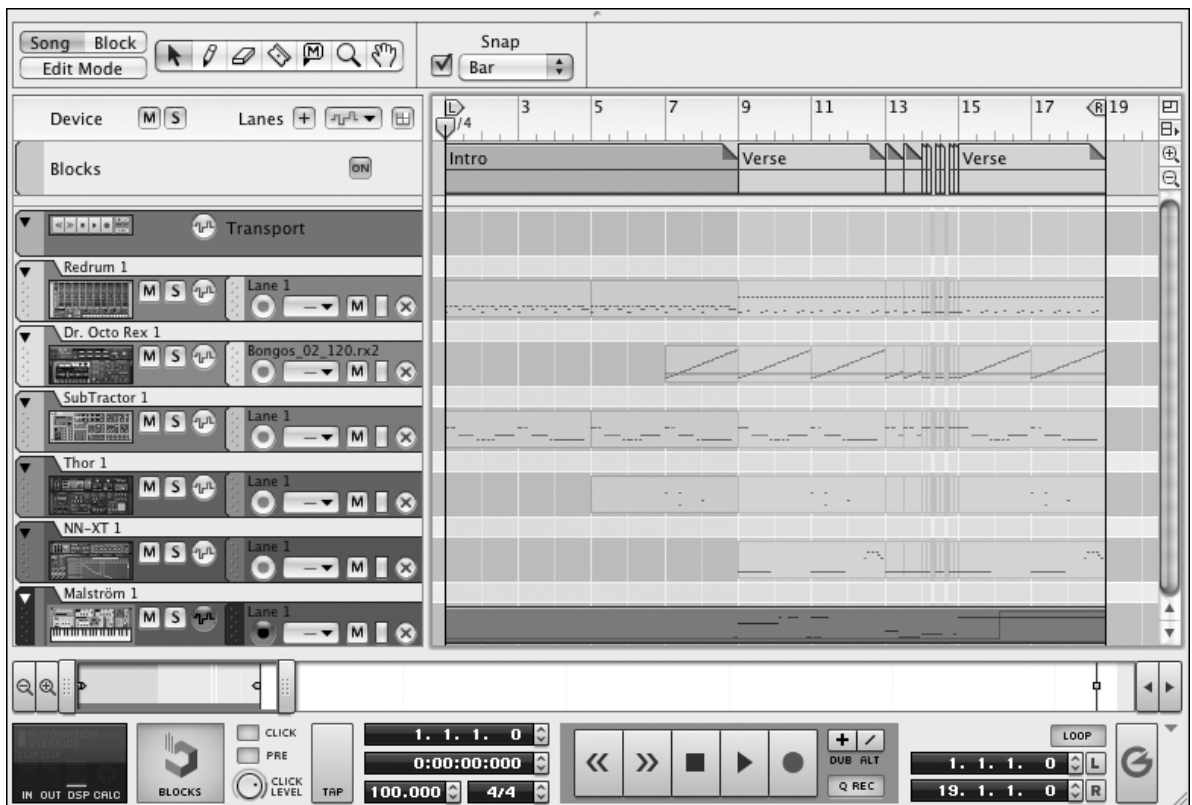 Song Block
Edit Mode
M
Snap
Bar
Device M S Lanes
L 3 5 7 9 11 13 15 17 R 19
/4
Blocks ON
Intro Verse Verse
Transport
Redrum 1
M S Lane 1
M
Dr. Octo Rex 1
M S Bongos_02_120.rx2
M
SubTractor 1
M S Lane 1
M
Thor 1
M S Lane 1
M
NN-XT 1
M S Lane 1
M
Malström 1
M S Lane 1
M
AUTOMATION
OVERRIDE
IN OUT DSP CALC
BLOCKS
CLICK
PRE
CLICK
LEVEL
TAP
1. 1. 1. 0
0:00:00:000
100.000 4/4
DUB ALT
Q REC
LOOP
1. 1. 1. 0 L
19. 1. 1. 0 R